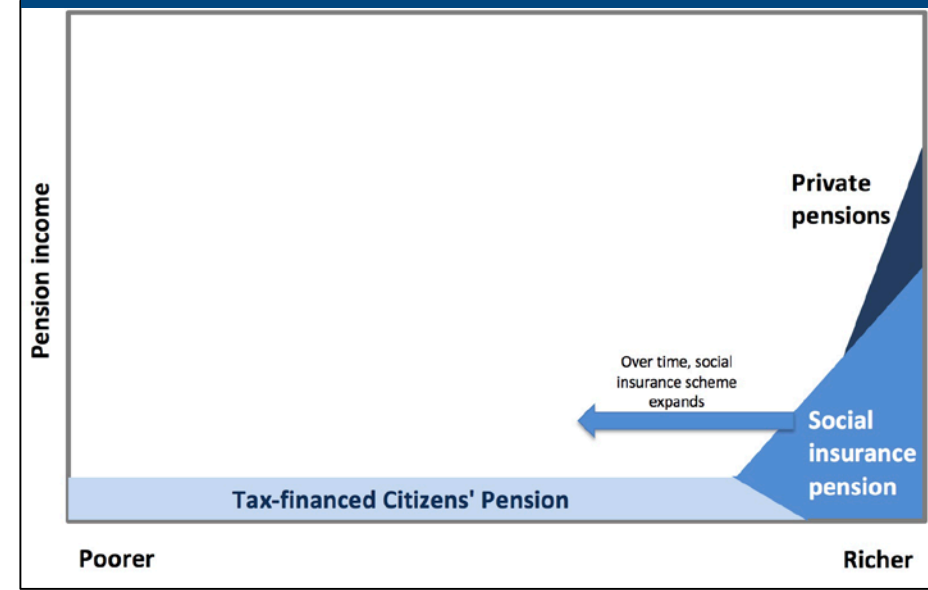 Pension income
Private
pensions
Over time, social
insurance scheme
expands
Social
insurance
pension
Tax-financed Citizens' Pension
Poorer
Richer